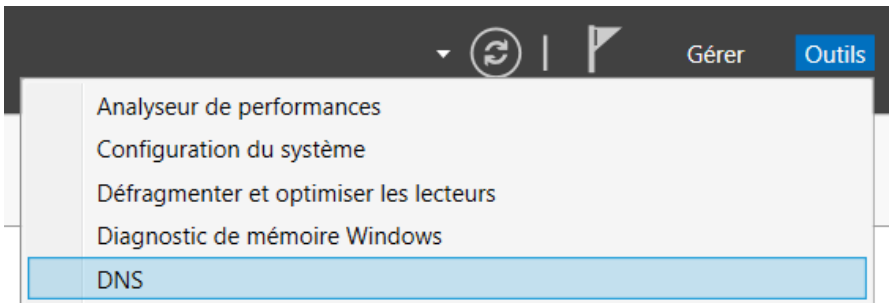 Gérer Outils
Analyseur de performances
Configuration du système
Défragmenter et optimiser les lecteurs
Diagnostic de mémoire Windows
DNS